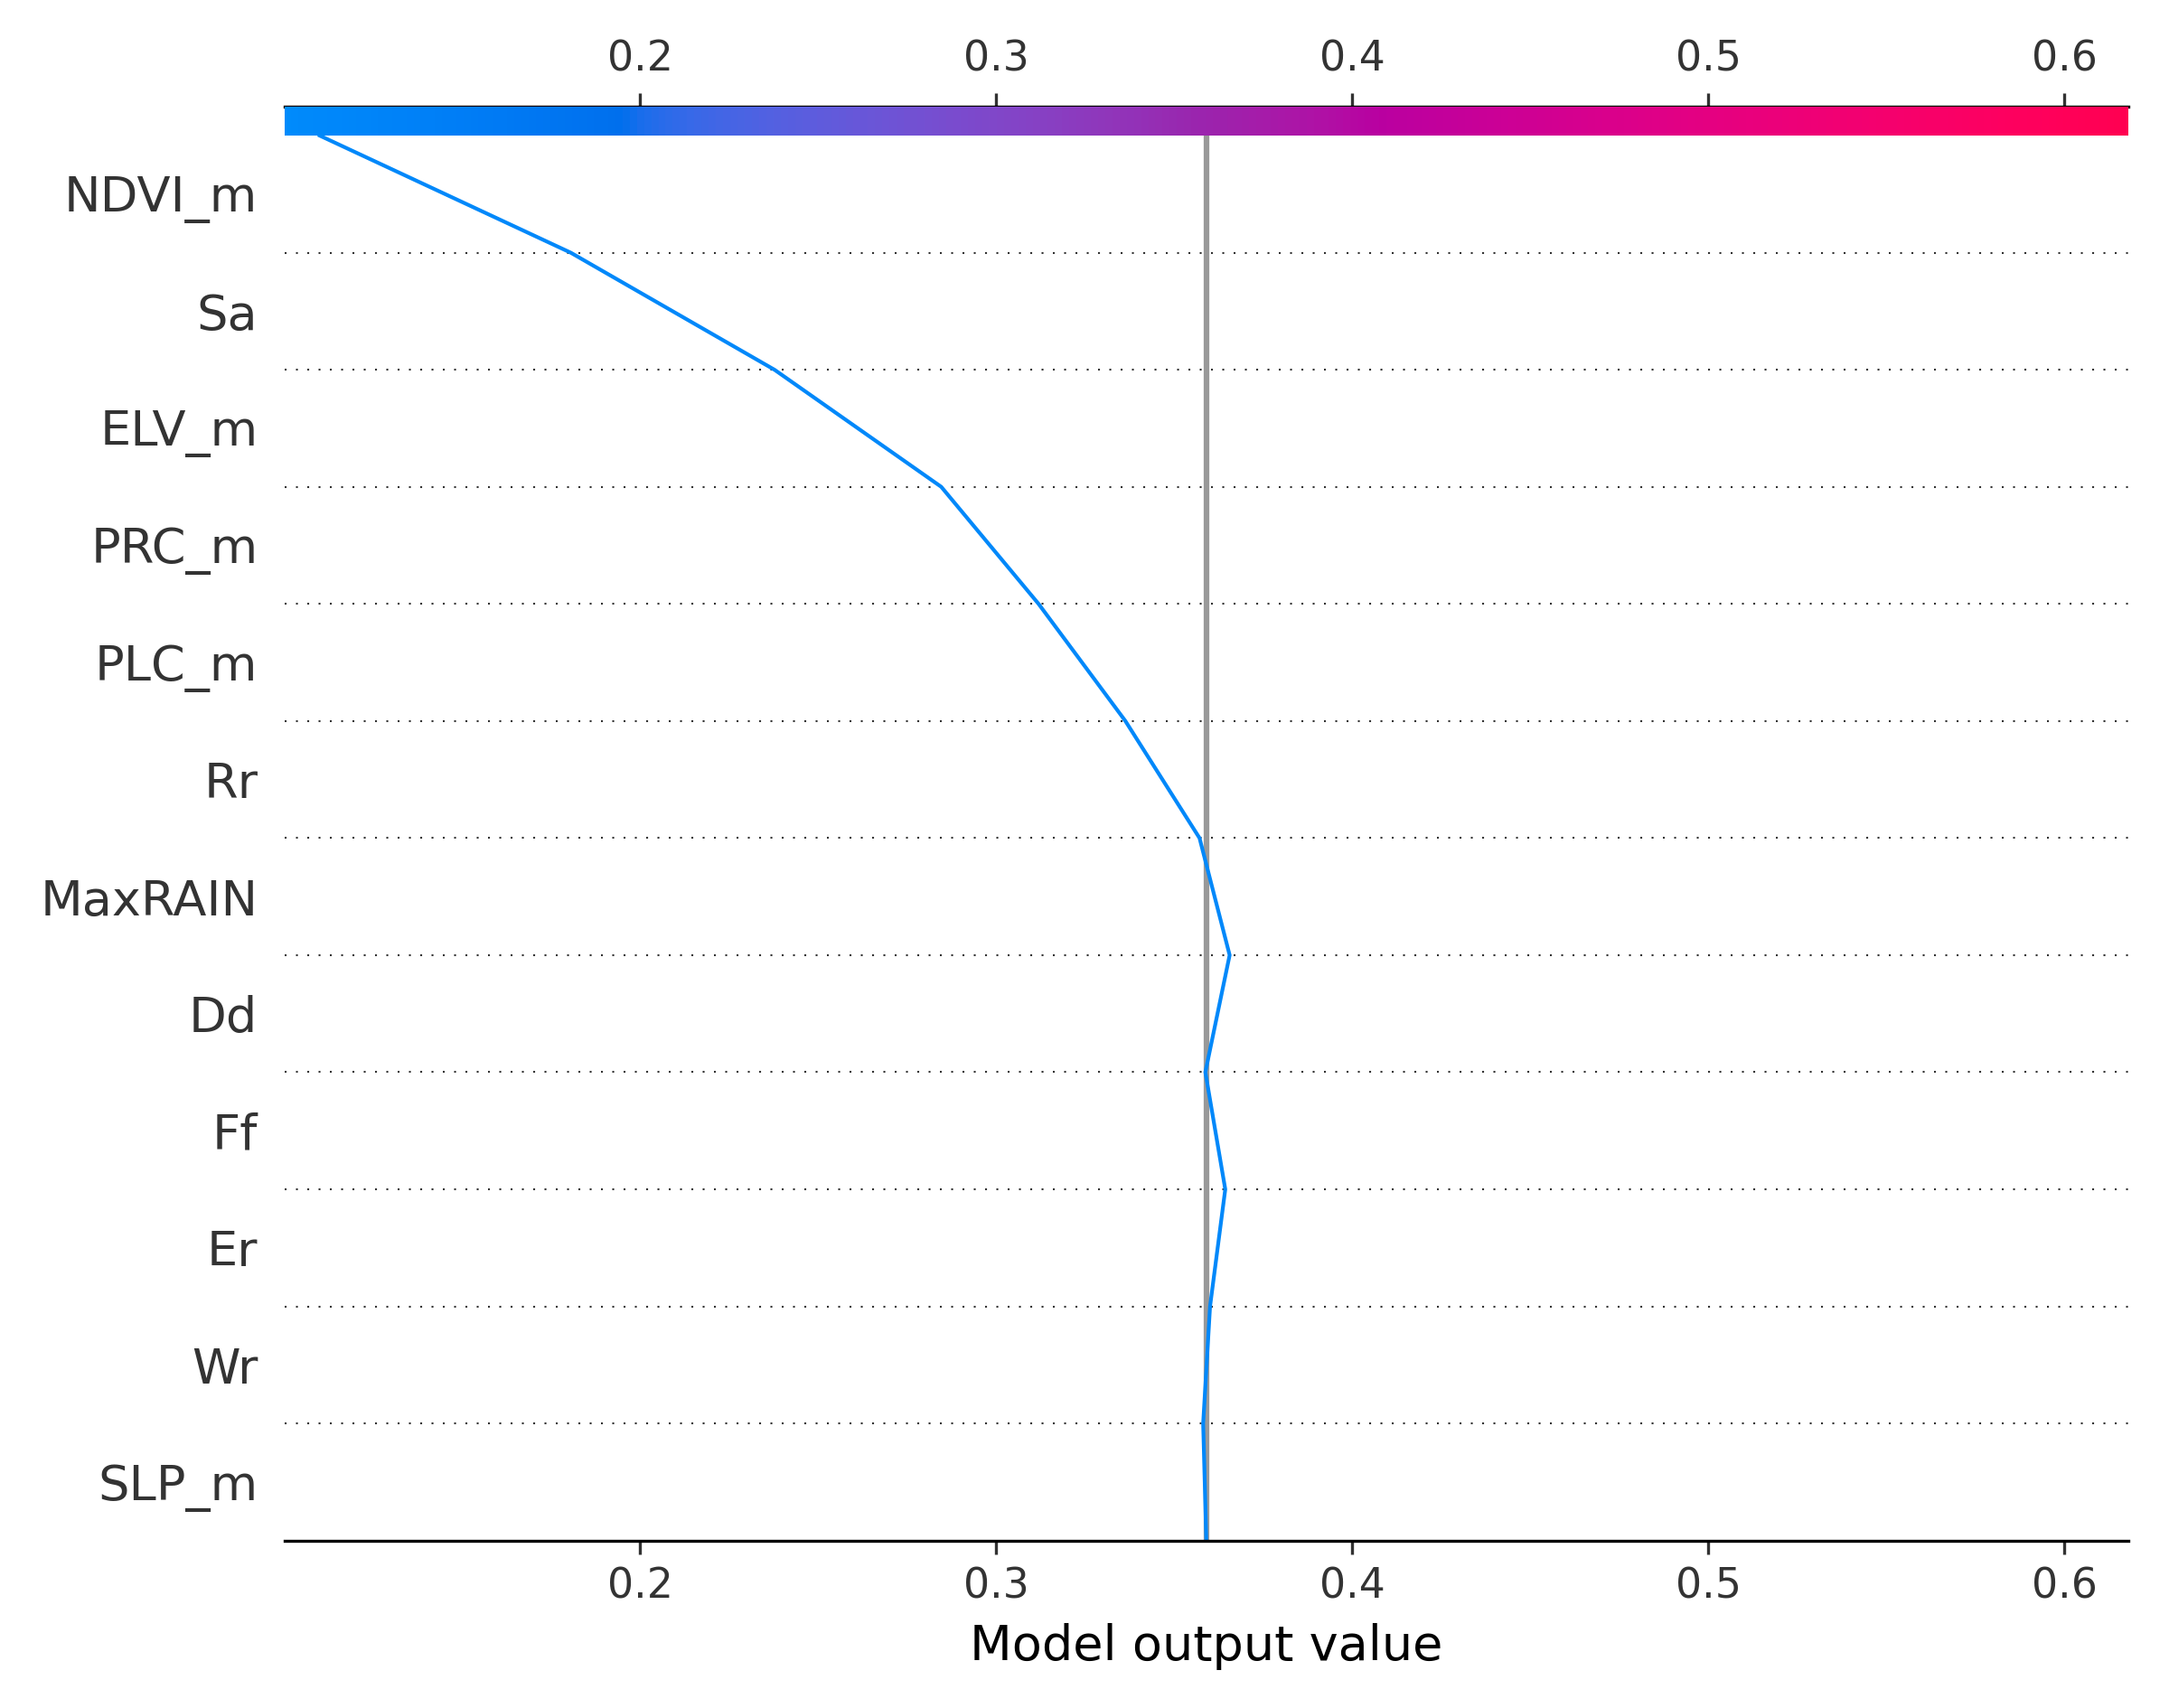 0.2 0.3 0.4 0.5 0.6
NDVI_m
Sa
ELV_m
PRC_m
PLC_m
Rr
MaxRAIN
Dd
Ff
Er
Wr
SLP_m
0.2 0.3 0.4 0.5 0.6
Model output value